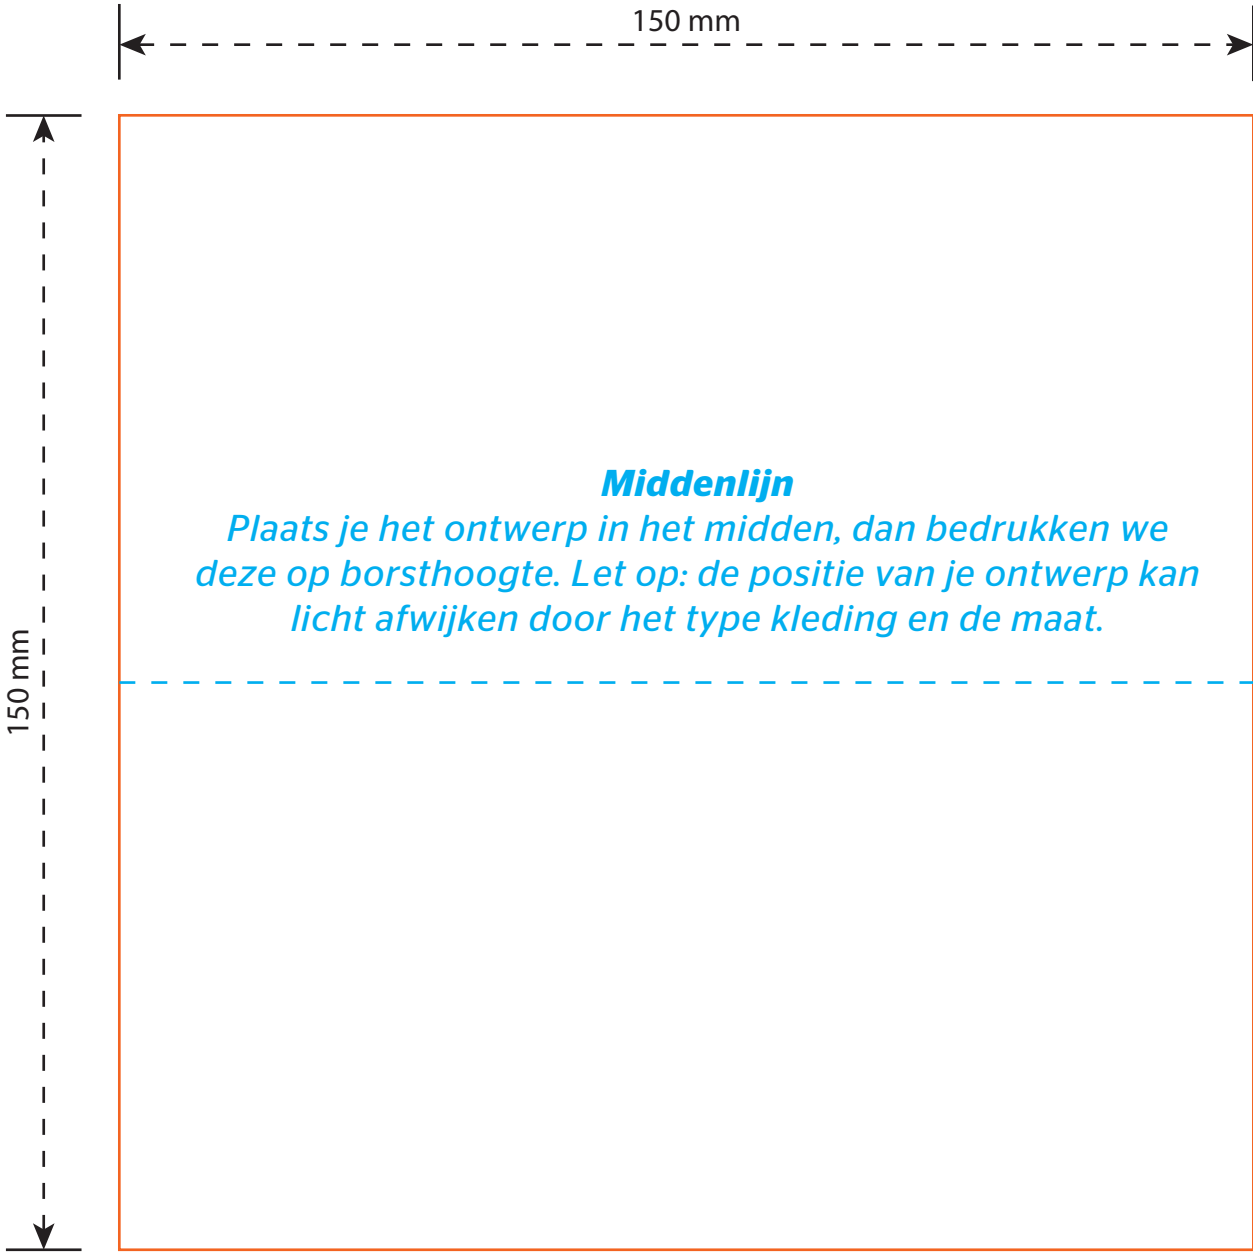 150 mm
Middenlijn
Plaats je het ontwerp in het midden, dan bedrukken we
deze op borsthoogte. Let op: de positie van je ontwerp kan
licht afwijken door het type kleding en de maat.
150 mm